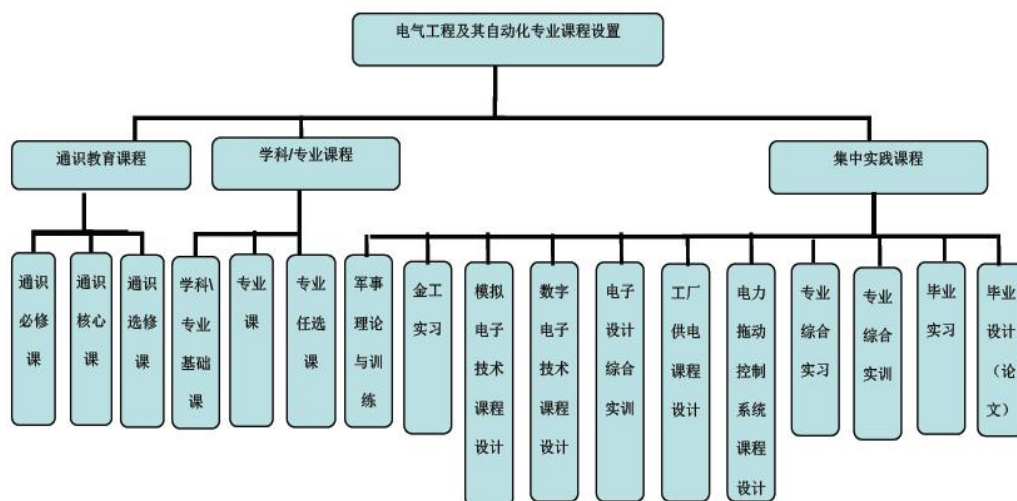 电气工程及其自动化专业课程设置
通识教育课程
学科/专业课程
集中实践课程
通识
必修
课
通识
核心
课
通识
选修
课
学科\
专业
基础
课
专业
课
专业
任选
课
军事
理论
与训
练
金工
实习
模拟
电子
技术
课程
设计
数字
电子
技术
课程
设计
电子
设计
综合
实训
工厂
供电
课程
设计
电力
拖动
控制
系统
课程
设计
专业
综合
实习
专业
综合
实训
毕业
实习
毕业
设计
（论
文）